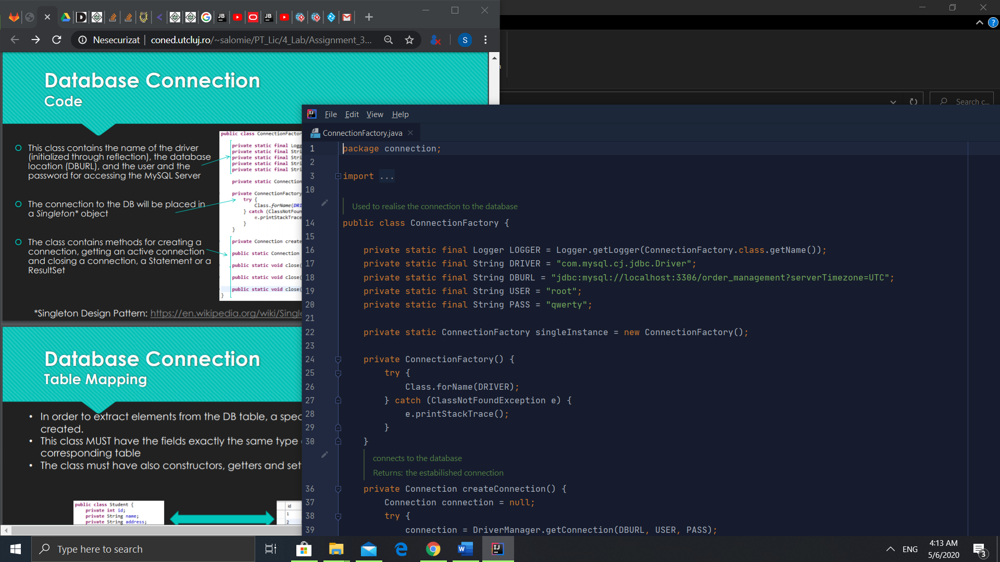 Nesecurizat | coned.utcluj.ro/~salomie/PT_Lic/4_Lab/Assignment_3...
S
Search c...
Database Connection
Code
This class contains the name of the driver
(initialized through reflection), the database
location (DBURL), and the user and the
password for accessing the MySQL Server
The connection to the DB will be placed in
a Singleton* object
The class contains methods for creating a
connection, getting an active connection
and closing a connection, a Statement or a
ResultSet
public class ConnectionFactor
private static final Logg
private static final Stri
private static final Stri
private static final Stri
private static final Stri
private static Connection
private ConnectionFactory
try {
Class.forName(DRI
} catch (ClassNotFoun
e.printStackTrace
}
}
private Connection create
public static Connection
public static void close(
public static void close(
public static void close(
}
*Singleton Design Pattern: https://en.wikipedia.org/wiki/Single
Database Connection
Table Mapping
• In order to extract elements from the DB table, a spec
created.
• This class MUST have the fields exactly the same type
corresponding table
• The class must have also constructors, getters and set
public class Student {
private int id;
private String name;
private String address;
id
1
2
File Edit View Help
ConnectionFactory.java
1 package connection;
2
3 import ...
10
Used to realise the connection to the database
14 public class ConnectionFactory {
15
16 private static final Logger LOGGER = Logger.getLogger(ConnectionFactory.class.getName());
17 private static final String DRIVER = "com.mysql.cj.jdbc.Driver";
18 private static final String DBURL = "jdbc:mysql://localhost:3306/order_management?serverTimezone=UTC";
19 private static final String USER = "root";
20 private static final String PASS = "qwerty";
21
22 private static ConnectionFactory singleInstance = new ConnectionFactory();
23
24 private ConnectionFactory() {
25 try {
26 Class.forName(DRIVER);
27 } catch (ClassNotFoundException e) {
28 e.printStackTrace();
29 }
30 }
connects to the database
Returns: the estabilished connection
36 private Connection createConnection() {
37 Connection connection = null;
38 try {
39 connection = DriverManager.getConnection(DBURL, USER, PASS);
Type here to search
ENG
4:13 AM
5/6/2020
3